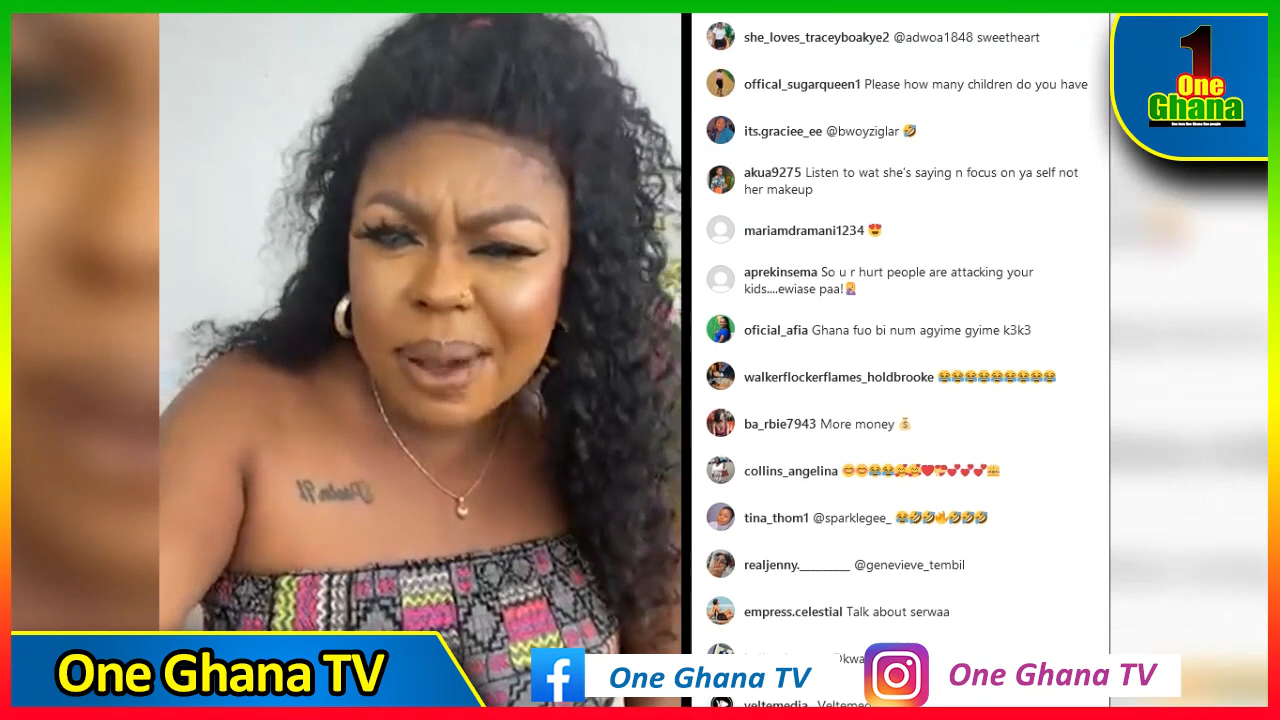 she_loves_traceyboakye2 @adwoa1848 sweetheart
offical_sugarqueen1 Please how many children do you have
its.graciee_ee @bwoyziglar 🤣
akua9275 Listen to wat she's saying n focus on ya self not
her makeup
mariamdramani1234 😍
aprekinsema So u r hurt people are attacking your
kids....ewiase paa!🤦‍♀️
oficial_afia Ghana fuo bi num agyime gyime k3k3
walkerflockerflames_holdbrooke 😂😂😂😂😂😂😂😂😂
ba_rbie7943 More money 💰
collins_angelina 😊😊😂😂🥰🥰❤️💝💕💕💕🎂
tina_thom1 @sparklegee_ 😂🤣🤣🔥🤣🤣🤣
realjenny._________ @genevieve_tembil
empress.celestial Talk about serwaa
veltemedia_
1
One
Ghana
One Ghana TV
One Ghana TV
One Ghana TV